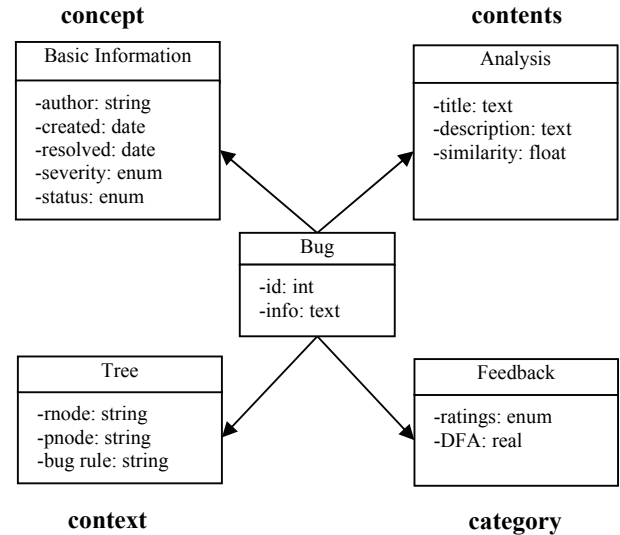 concept
contents
Basic Information
-author: string
-created: date
-resolved: date
-severity: enum
-status: enum
Analysis
-title: text
-description: text
-similarity: float
Bug
-id: int
-info: text
Tree
-rnode: string
-pnode: string
-bug rule: string
Feedback
-ratings: enum
-DFA: real
context
category